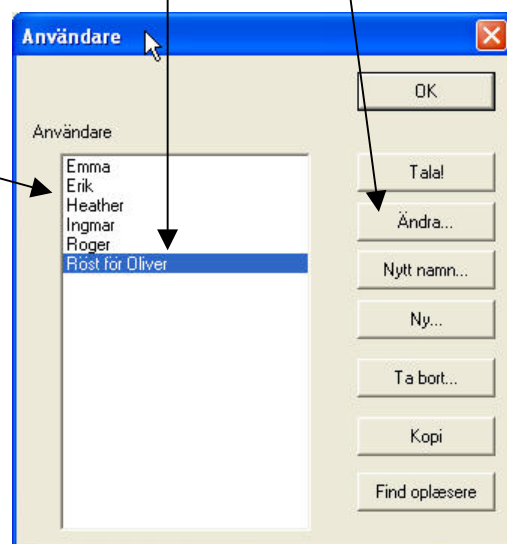 Användare
OK
Användare
Emma
Erik
Heather
Ingmar
Roger
Röst för Oliver
Tala!
Ändra...
Nytt namn...
Ny...
Ta bort...
Kopi
Find oplæsere